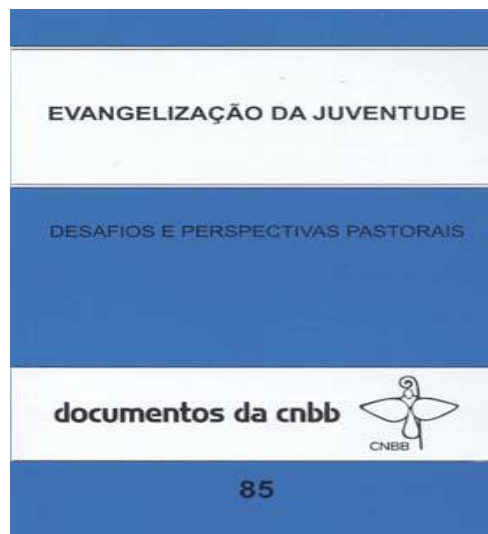 EVANGELIZAÇÃO DA JUVENTUDE
DESAFIOS E PERSPECTIVAS PASTORAIS
documentos da cnbb
CNBB
85